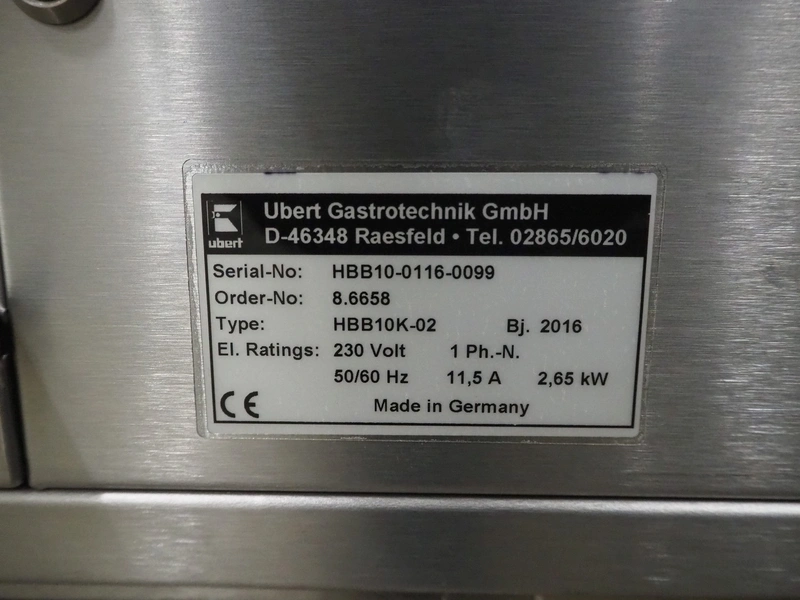 Ubert Gastrotechnik GmbH
ubert D-46348 Raesfeld • Tel. 02865/6020
Serial-No: HBB10-0116-0099
Order-No: 8.6658
Type: HBB10K-02 Bj. 2016
El. Ratings: 230 Volt 1 Ph.-N.
50/60 Hz 11,5 A 2,65 kW
CE Made in Germany